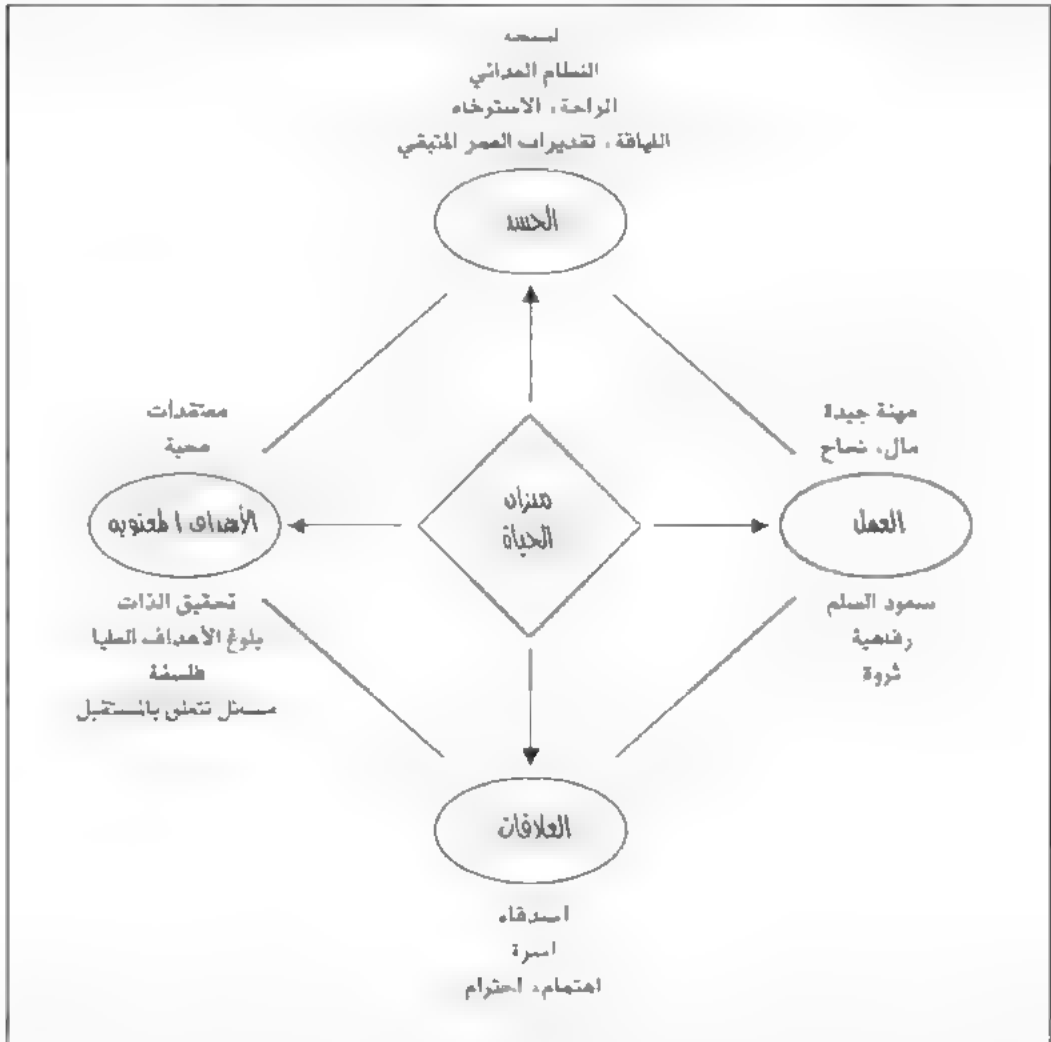 الصحة
النظام الغذائي
الراحة، الاسترخاء
اللياقة، تقديرات العمر المتبقي
الجسد
معتقدات
محبة
الأهداف المعنوية
تحقيق الذات
بلوغ الأهداف العليا
فلسفة
مسائل تتعلق بالمستقبل
ميزان
الحياة
مهنة جيدة
مال، نجاح
العمل
صعود السلم
رفاهية
ثروة
العلاقات
أصدقاء
أسرة
اهتمام، احترام